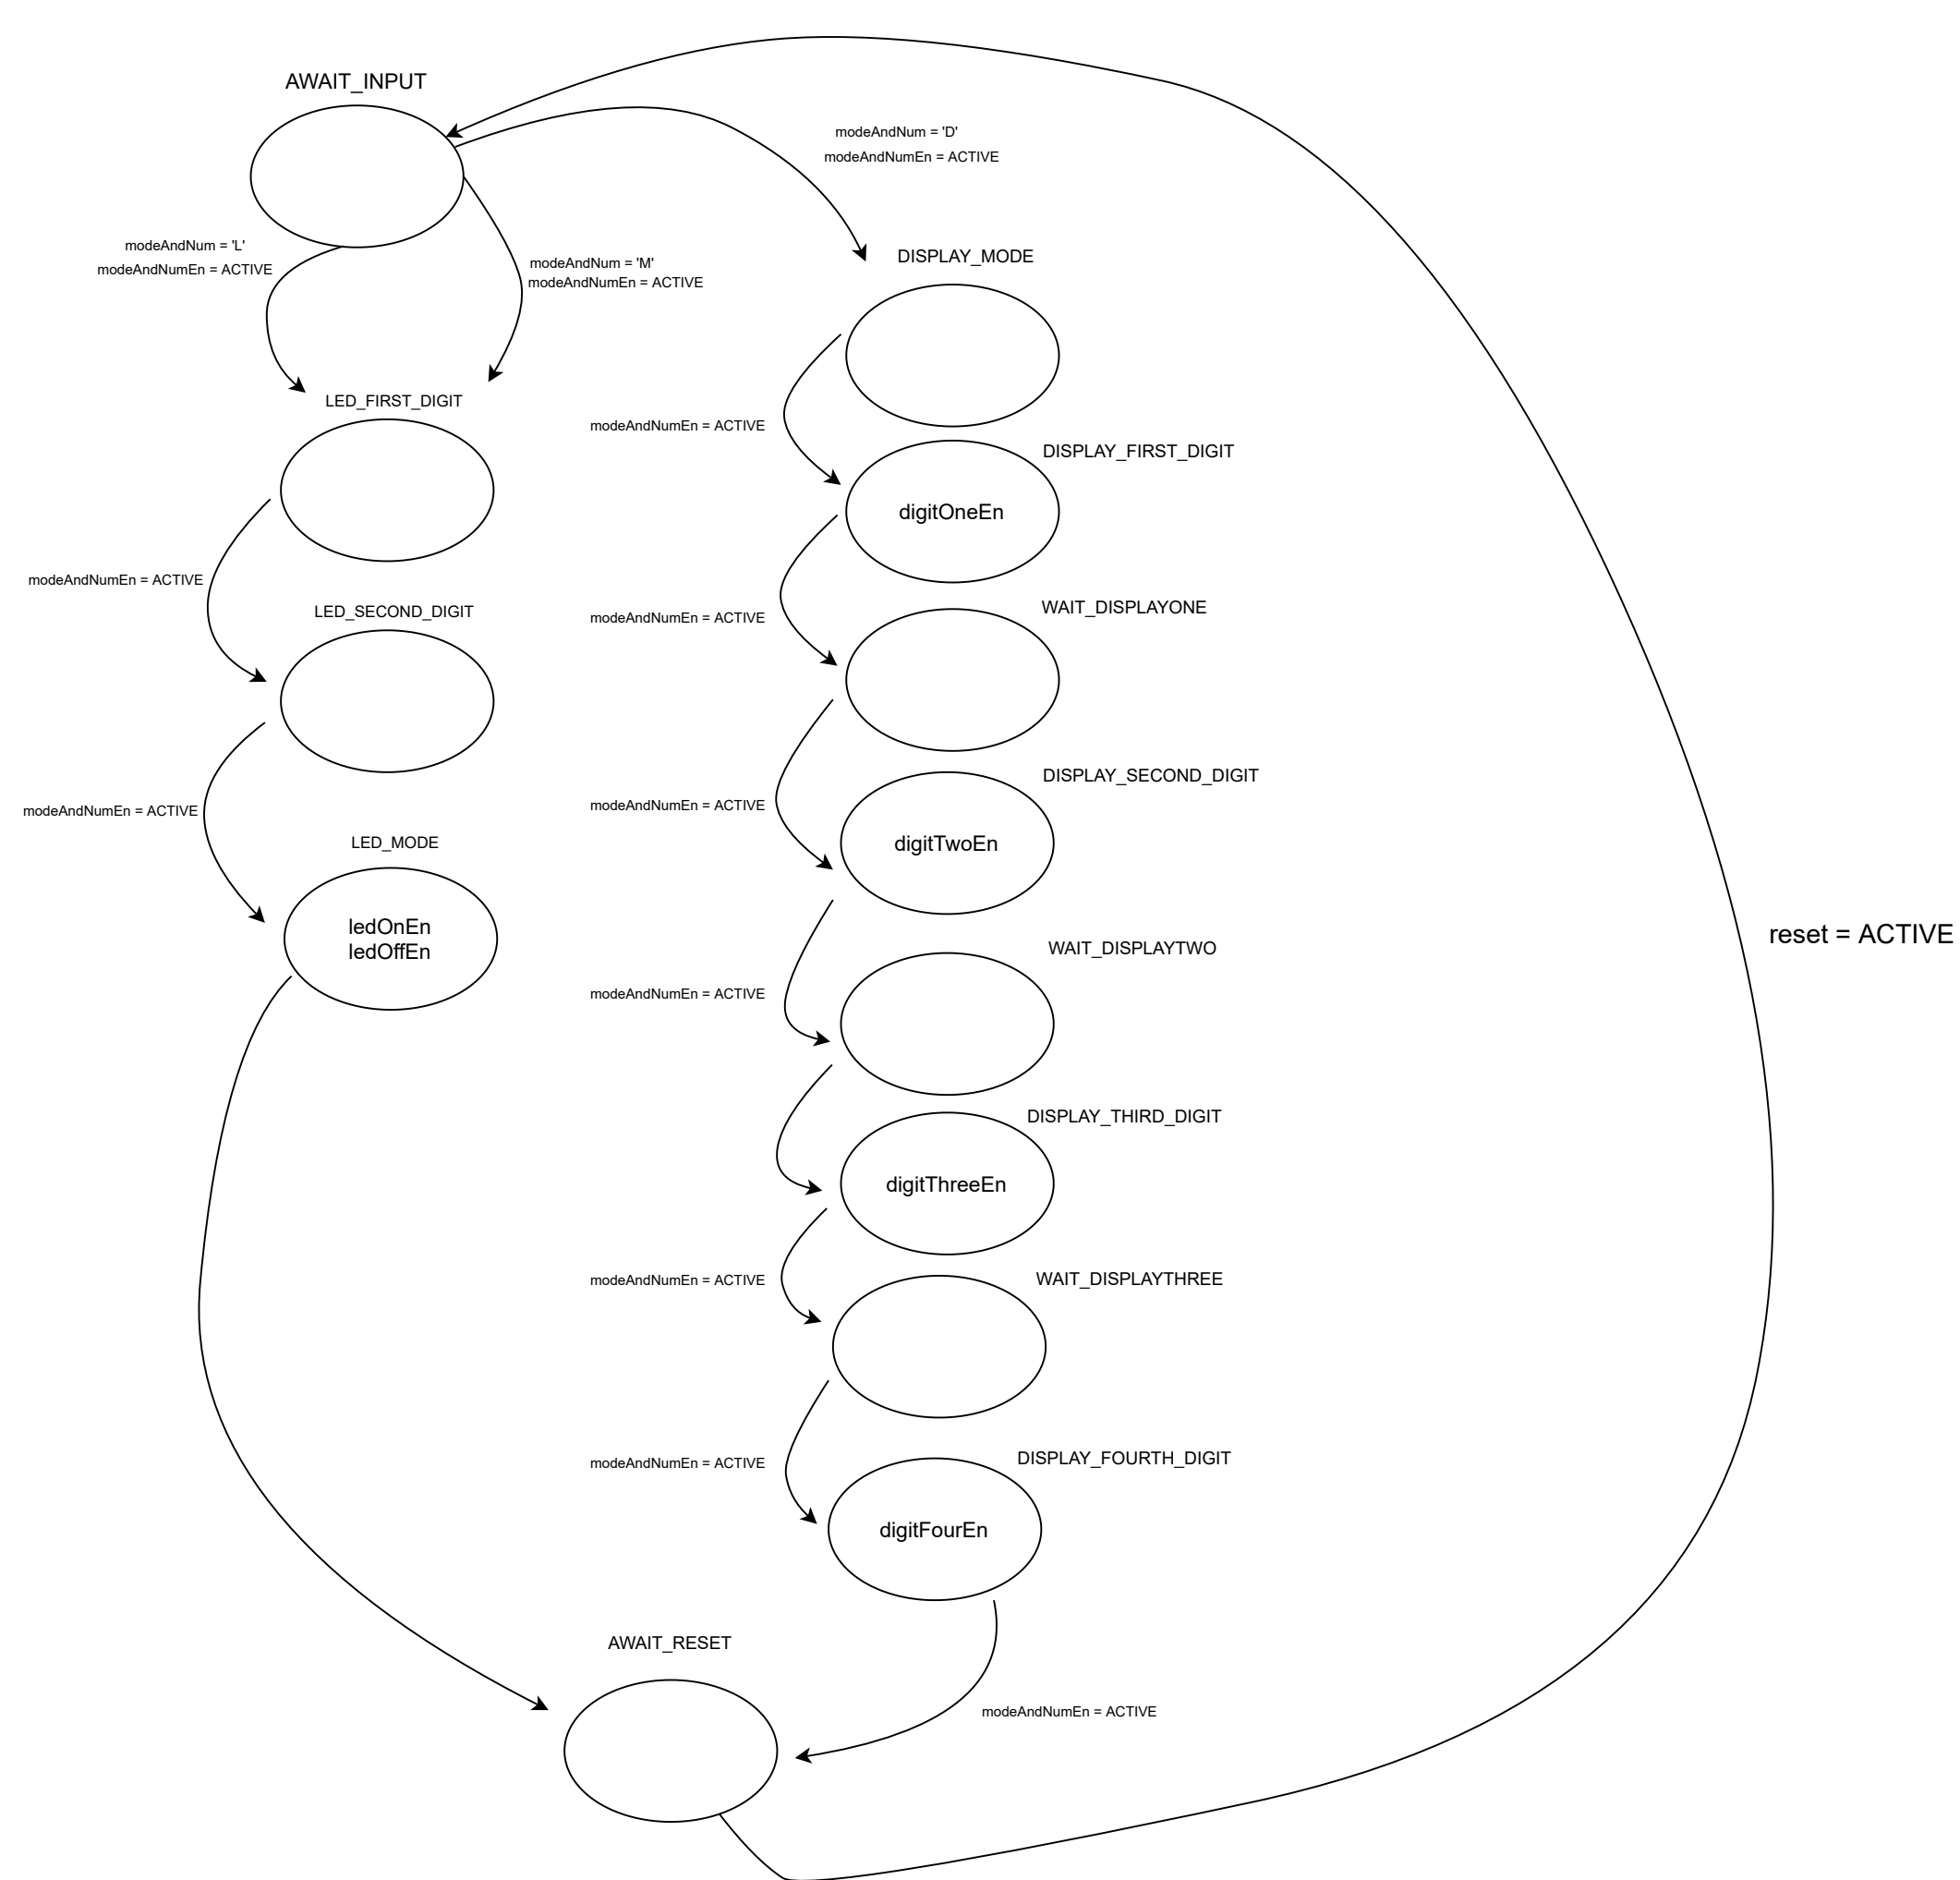 AWAIT_INPUT
modeAndNum = 'D'
modeAndNumEn = ACTIVE
modeAndNum = 'L'
modeAndNumEn = ACTIVE
modeAndNum = 'M'
modeAndNumEn = ACTIVE
DISPLAY_MODE
LED_FIRST_DIGIT
modeAndNumEn = ACTIVE
DISPLAY_FIRST_DIGIT
digitOneEn
modeAndNumEn = ACTIVE
LED_SECOND_DIGIT
modeAndNumEn = ACTIVE
WAIT_DISPLAYONE
modeAndNumEn = ACTIVE
modeAndNumEn = ACTIVE
DISPLAY_SECOND_DIGIT
digitTwoEn
LED_MODE
ledOnEn
ledOffEn
reset = ACTIVE
WAIT_DISPLAYTWO
modeAndNumEn = ACTIVE
DISPLAY_THIRD_DIGIT
digitThreeEn
modeAndNumEn = ACTIVE
WAIT_DISPLAYTHREE
modeAndNumEn = ACTIVE
DISPLAY_FOURTH_DIGIT
digitFourEn
AWAIT_RESET
modeAndNumEn = ACTIVE